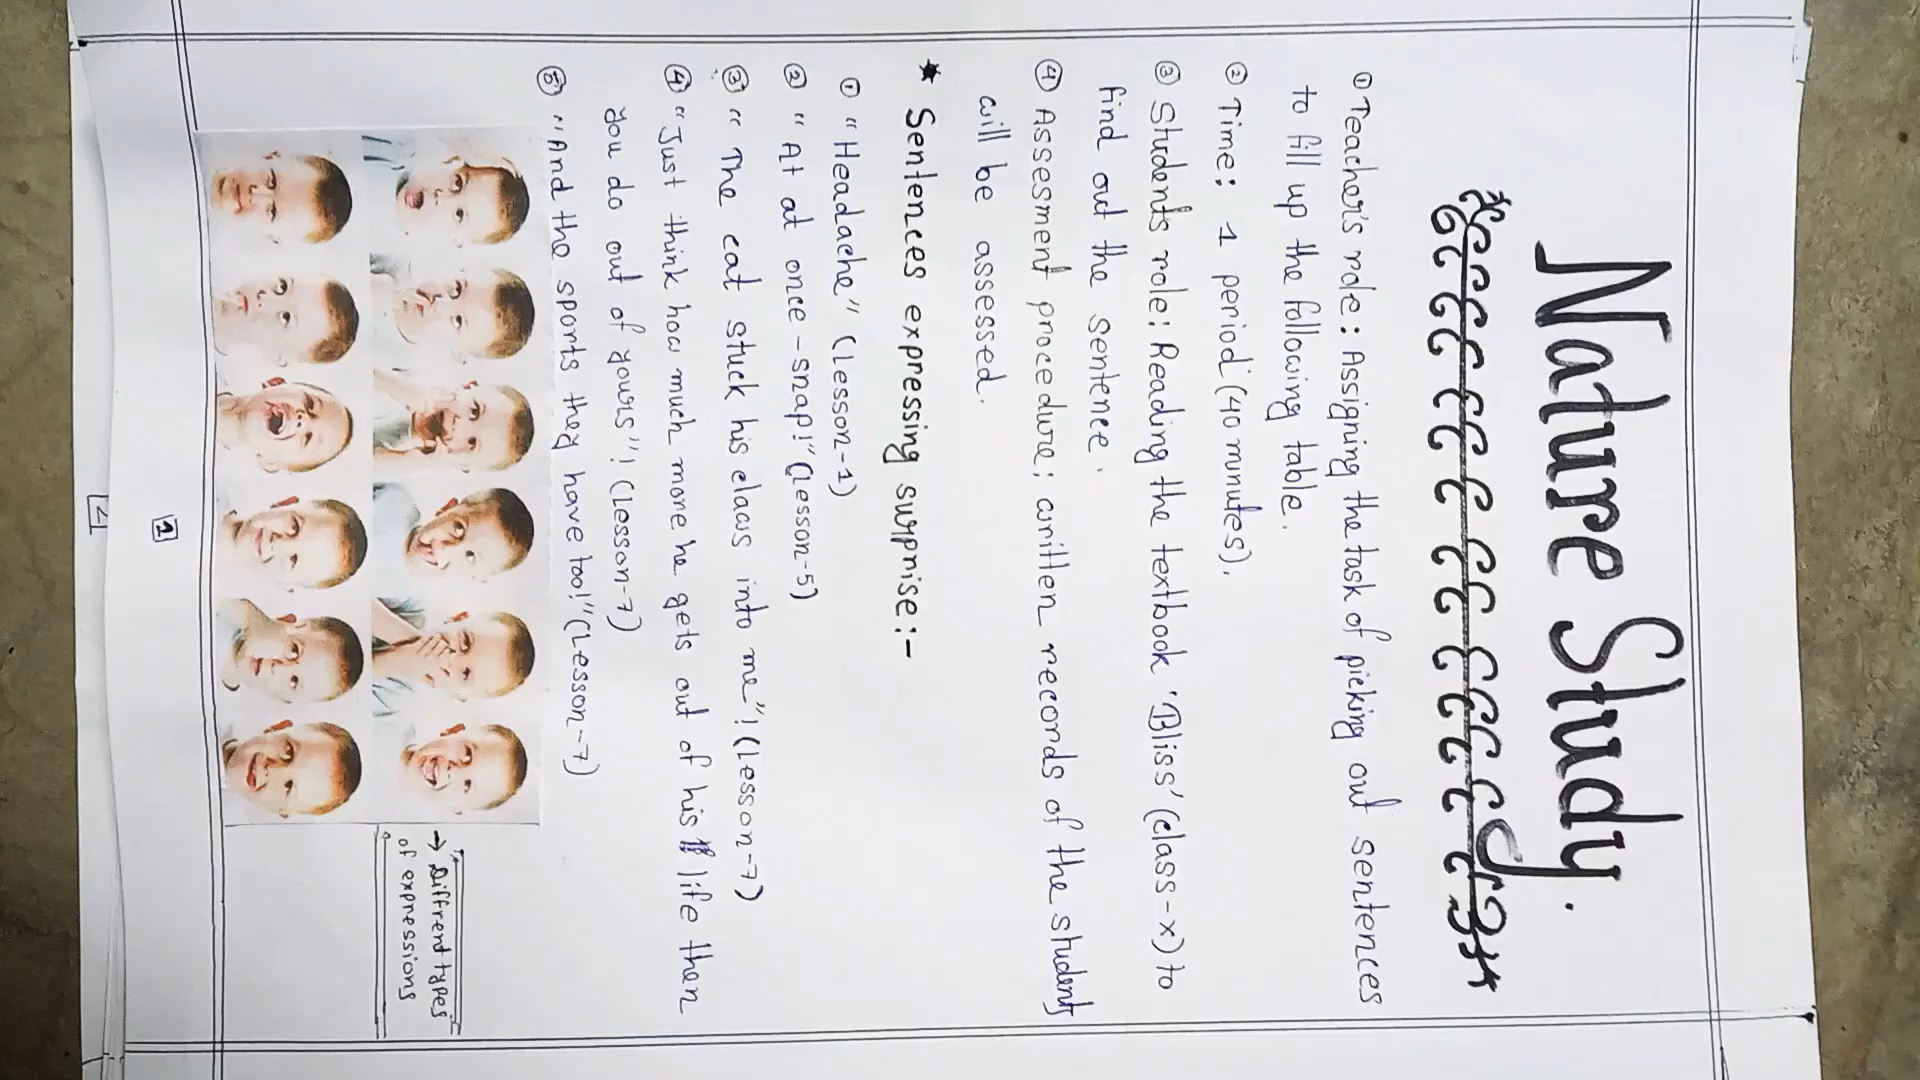 Nature Study.
① Teacher's role: Assigning the task of picking out sentences
to fill up the following table.
② Time: 1 period (40 minutes).
③ Students role: Reading the textbook 'Bliss' (class-x) to
find out the sentence.
④ Assesment procedure: written records of the students
will be assessed.
★ Sentences expressing surprise:-
① "Headache" (Lesson-1)
② "At at once -snap!" (Lesson-5)
③ "The cat stuck his claws into me"! (Lesson-7)
④ "Just think how much more he gets out of his life then
you do out of yours"! (Lesson-7)
⑤ "And the sports they have too!" (Lesson-7)
→ Diffrent types
of expressions
1